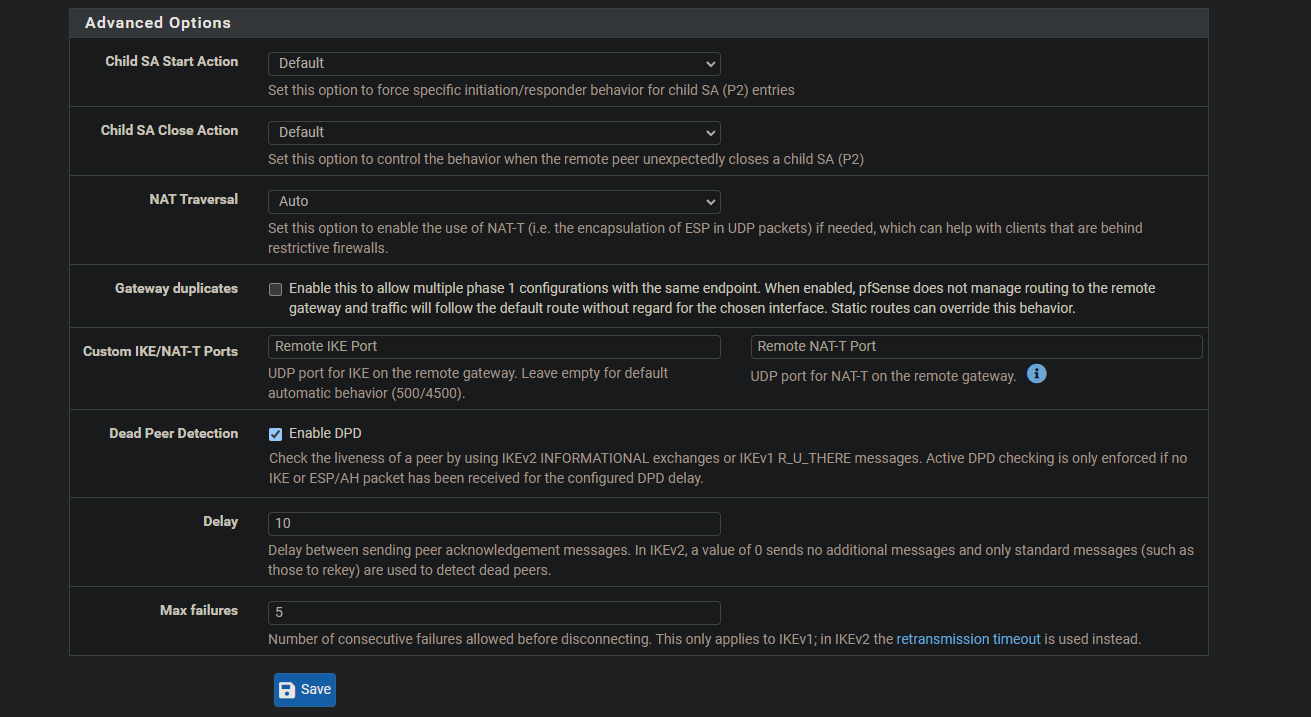 Advanced Options
Child SA Start Action
Default
Set this option to force specific initiation/responder behavior for child SA (P2) entries
Child SA Close Action
Default
Set this option to control the behavior when the remote peer unexpectedly closes a child SA (P2)
NAT Traversal
Auto
Set this option to enable the use of NAT-T (i.e. the encapsulation of ESP in UDP packets) if needed, which can help with clients that are behind
restrictive firewalls.
Gateway duplicates
Enable this to allow multiple phase 1 configurations with the same endpoint. When enabled, pfSense does not manage routing to the remote
gateway and traffic will follow the default route without regard for the chosen interface. Static routes can override this behavior.
Custom IKE/NAT-T Ports
Remote IKE Port
UDP port for IKE on the remote gateway. Leave empty for default
automatic behavior (500/4500).
Remote NAT-T Port
UDP port for NAT-T on the remote gateway.
Dead Peer Detection
Enable DPD
Check the liveness of a peer by using IKEv2 INFORMATIONAL exchanges or IKEv1 R_U_THERE messages. Active DPD checking is only enforced if no
IKE or ESP/AH packet has been received for the configured DPD delay.
Delay
10
Delay between sending peer acknowledgement messages. In IKEv2, a value of 0 sends no additional messages and only standard messages (such as
those to rekey) are used to detect dead peers.
Max failures
5
Number of consecutive failures allowed before disconnecting. This only applies to IKEv1; in IKEv2 the retransmission timeout is used instead.
Save